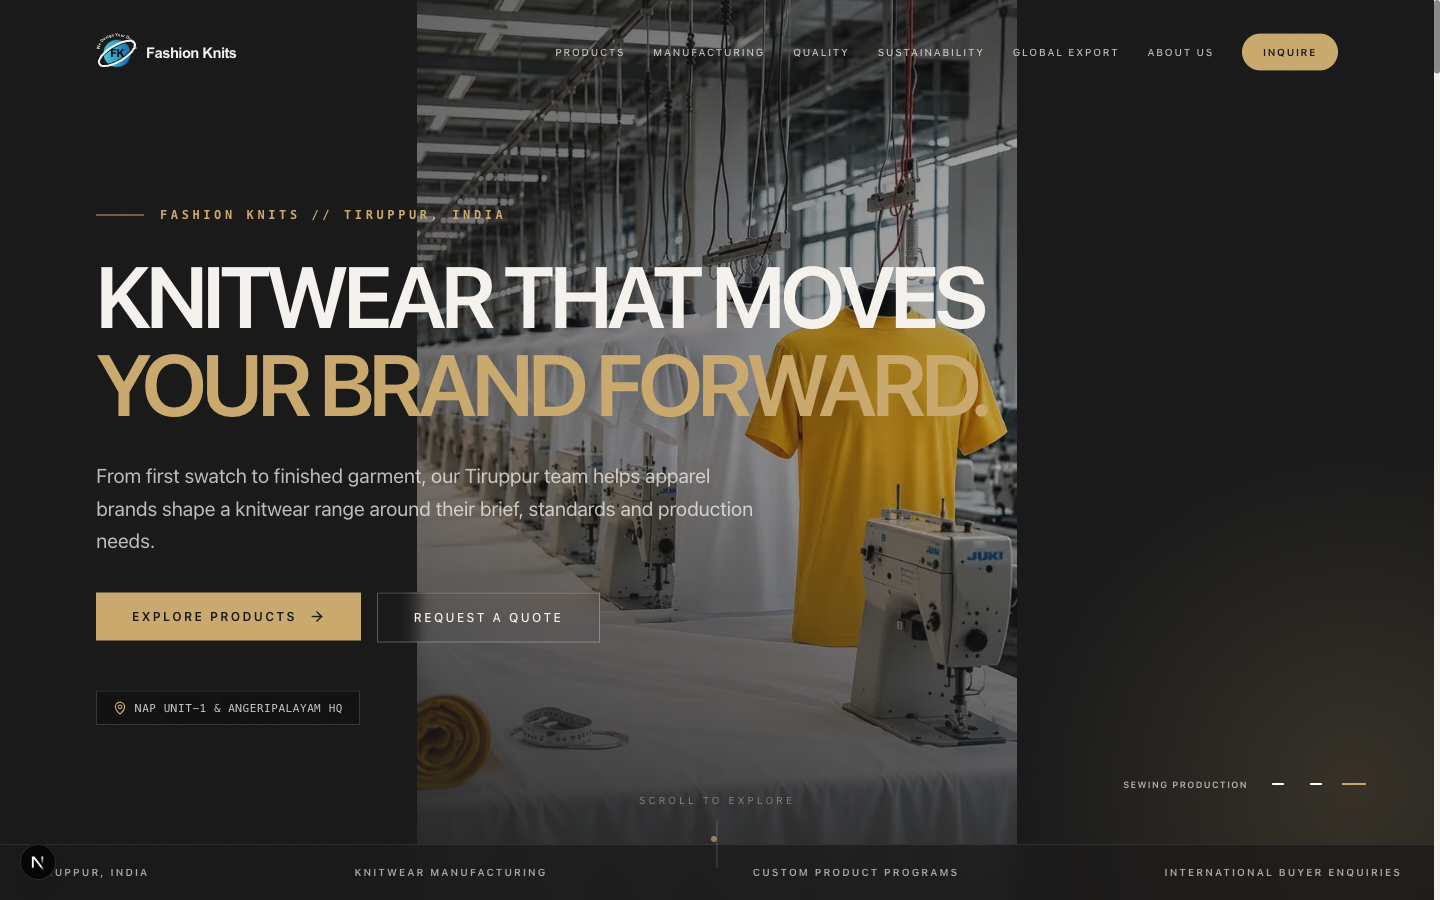 FK
Fashion Knits
PRODUCTS
MANUFACTURING
QUALITY
SUSTAINABILITY
GLOBAL EXPORT
ABOUT US
INQUIRE
FASHION KNITS // TIRUPPUR, INDIA
KNITWEAR THAT MOVES
YOUR BRAND FORWARD.
From first swatch to finished garment, our Tiruppur team helps apparel
brands shape a knitwear range around their brief, standards and production
needs.
EXPLORE PRODUCTS →
REQUEST A QUOTE
JUKI
NAP UNIT–1 & ANGERIPALAYAM HQ
SEWING PRODUCTION
SCROLL TO EXPLORE
N
UPPUR, INDIA
KNITWEAR MANUFACTURING
CUSTOM PRODUCT PROGRAMS
INTERNATIONAL BUYER ENQUIRIES